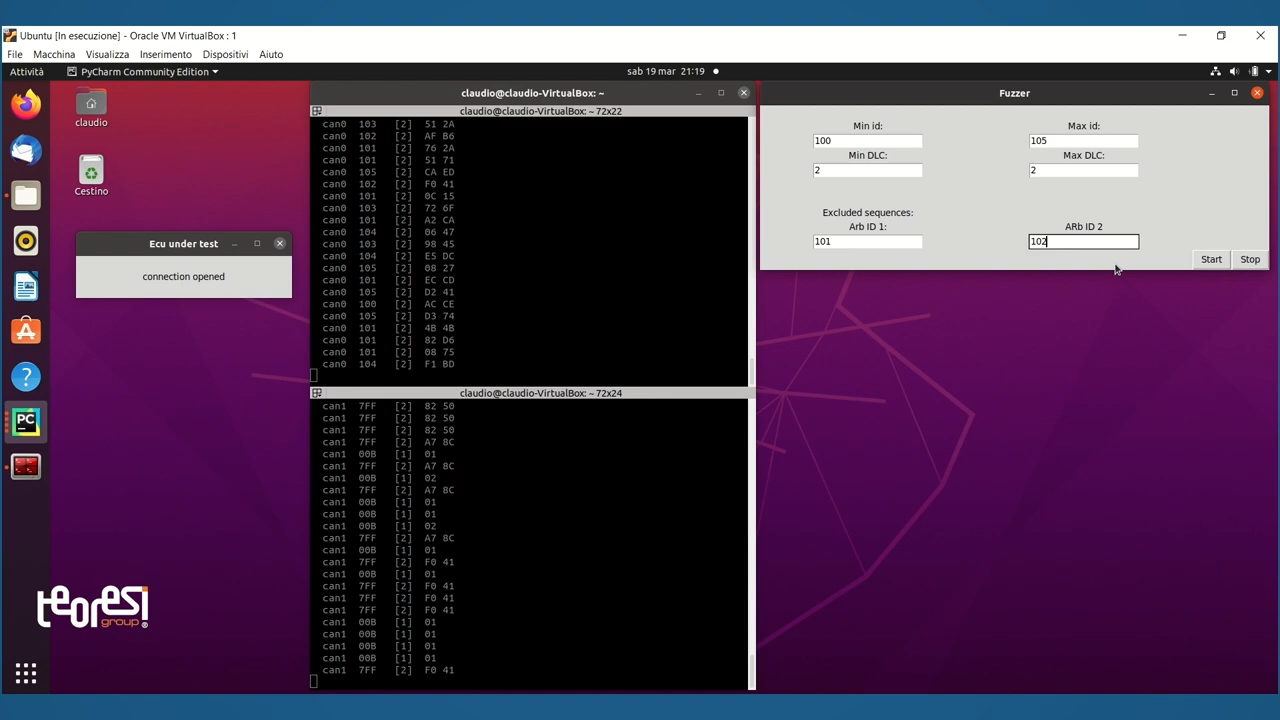 Ubuntu [In esecuzione] - Oracle VM VirtualBox : 1
File Macchina Visualizza Inserimento Dispositivi Aiuto
Attività PyCharm Community Edition sab 19 mar 21:19
claudio
Cestino
Ecu under test
connection opened
claudio@claudio-VirtualBox: ~
claudio@claudio-VirtualBox: ~ 72x22
can0 103 [2] 51 2A
can0 102 [2] AF B6
can0 101 [2] 76 2A
can0 101 [2] 51 71
can0 105 [2] CA ED
can0 102 [2] F0 41
can0 101 [2] 0C 15
can0 103 [2] 72 6F
can0 101 [2] A2 CA
can0 104 [2] 06 47
can0 103 [2] 98 45
can0 104 [2] E5 DC
can0 105 [2] 08 27
can0 101 [2] EC CD
can0 105 [2] D2 41
can0 100 [2] AC CE
can0 105 [2] D3 74
can0 101 [2] 4B 4B
can0 101 [2] 82 D6
can0 101 [2] 08 75
can0 104 [2] F1 BD
claudio@claudio-VirtualBox: ~ 72x24
can1 7FF [2] 82 50
can1 7FF [2] 82 50
can1 7FF [2] 82 50
can1 7FF [2] A7 8C
can1 00B [1] 01
can1 7FF [2] A7 8C
can1 00B [1] 02
can1 7FF [2] A7 8C
can1 00B [1] 01
can1 00B [1] 01
can1 00B [1] 02
can1 7FF [2] A7 8C
can1 00B [1] 01
can1 7FF [2] F0 41
can1 00B [1] 01
can1 7FF [2] F0 41
can1 7FF [2] F0 41
can1 7FF [2] F0 41
can1 00B [1] 01
can1 00B [1] 01
can1 00B [1] 01
can1 00B [1] 01
can1 7FF [2] F0 41
Fuzzer
Min id: Max id:
100 105
Min DLC: Max DLC:
2 2
Excluded sequences:
Arb ID 1: ARb ID 2
101 102
Start Stop
PC
teoresi
group®